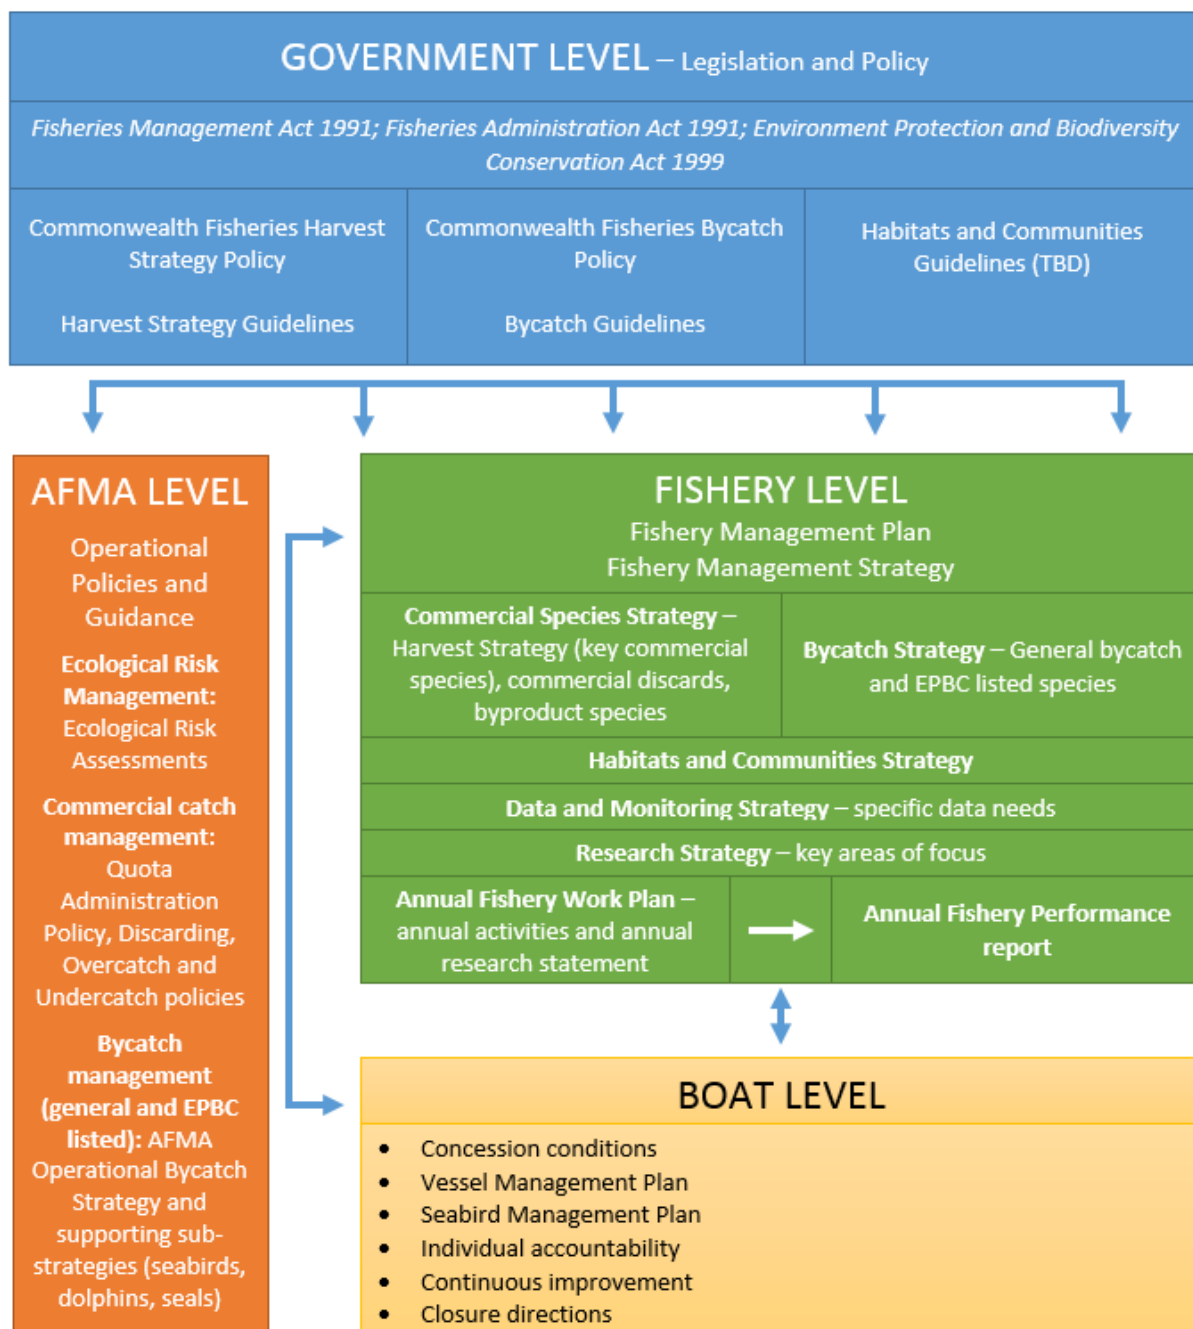 GOVERNMENT LEVEL – Legislation and Policy
Fisheries Management Act 1991; Fisheries Administration Act 1991; Environment Protection and Biodiversity
Conservation Act 1999
Commonwealth Fisheries Harvest
Strategy Policy
Harvest Strategy Guidelines
Commonwealth Fisheries Bycatch
Policy
Bycatch Guidelines
Habitats and Communities
Guidelines (TBD)
AFMA LEVEL
Operational
Policies and
Guidance
Ecological Risk
Management:
Ecological Risk
Assessments
Commercial catch
management:
Quota
Administration
Policy, Discarding,
Overcatch and
Undercatch policies
Bycatch
management
(general and EPBC
listed): AFMA
Operational Bycatch
Strategy and
supporting sub-
strategies (seabirds,
dolphins, seals)
FISHERY LEVEL
Fishery Management Plan
Fishery Management Strategy
Commercial Species Strategy –
Harvest Strategy (key commercial
species), commercial discards,
byproduct species
Bycatch Strategy – General bycatch
and EPBC listed species
Habitats and Communities Strategy
Data and Monitoring Strategy – specific data needs
Research Strategy – key areas of focus
Annual Fishery Work Plan –
annual activities and annual
research statement
Annual Fishery Performance
report
BOAT LEVEL
• Concession conditions
• Vessel Management Plan
• Seabird Management Plan
• Individual accountability
• Continuous improvement
• Closure directions